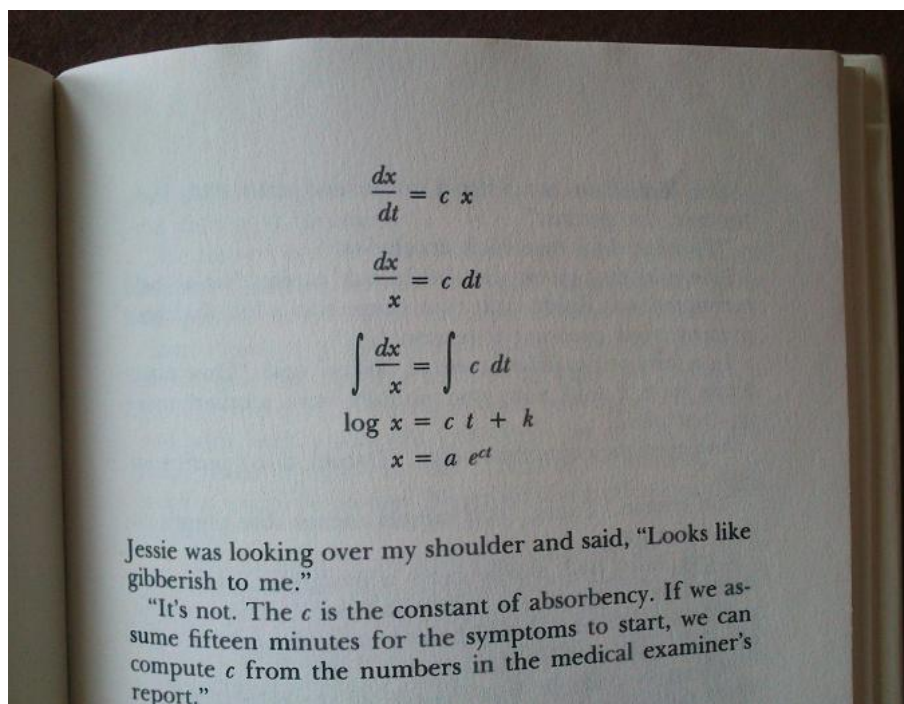 dx/dt = c x
dx/x = c dt
∫ dx/x = ∫ c dt
log x = c t + k
x = a e^ct
Jessie was looking over my shoulder and said, “Looks like
gibberish to me.”
“It’s not. The c is the constant of absorbency. If we as-
sume fifteen minutes for the symptoms to start, we can
compute c from the numbers in the medical examiner’s
report.”